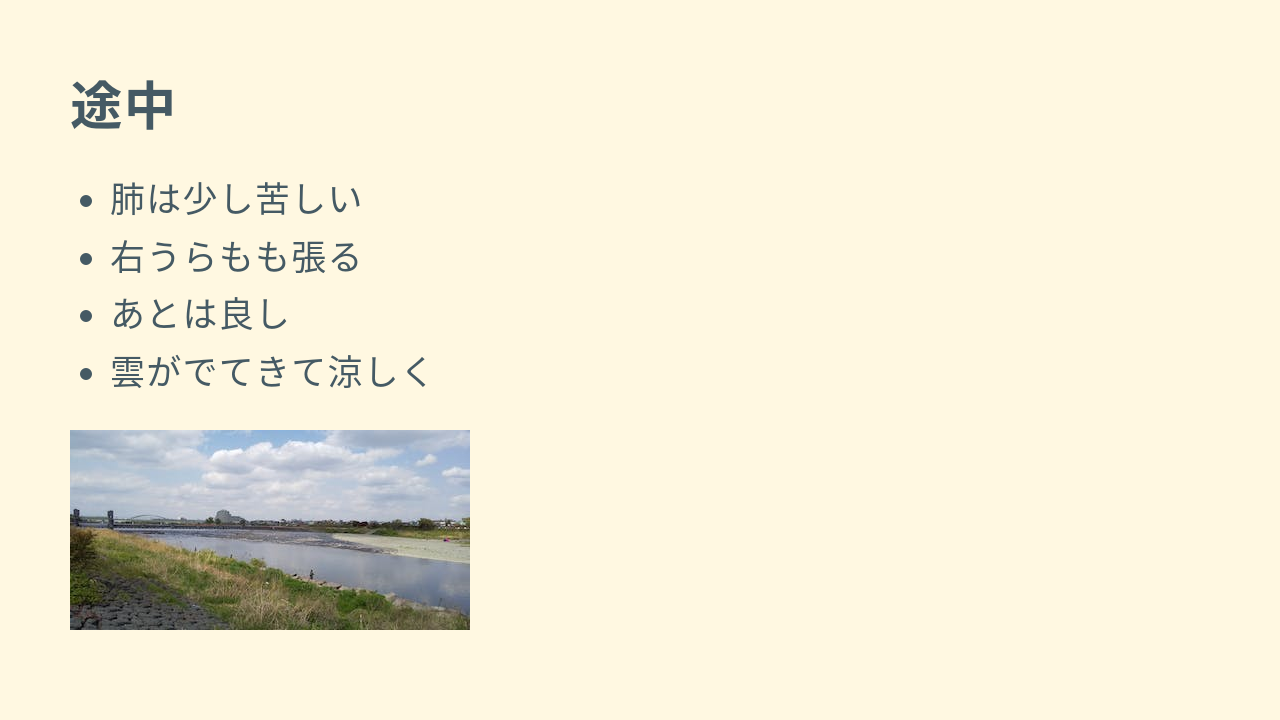 途中
肺は少し苦しい
右うらもも張る
あとは良し
雲がでてきて涼しく